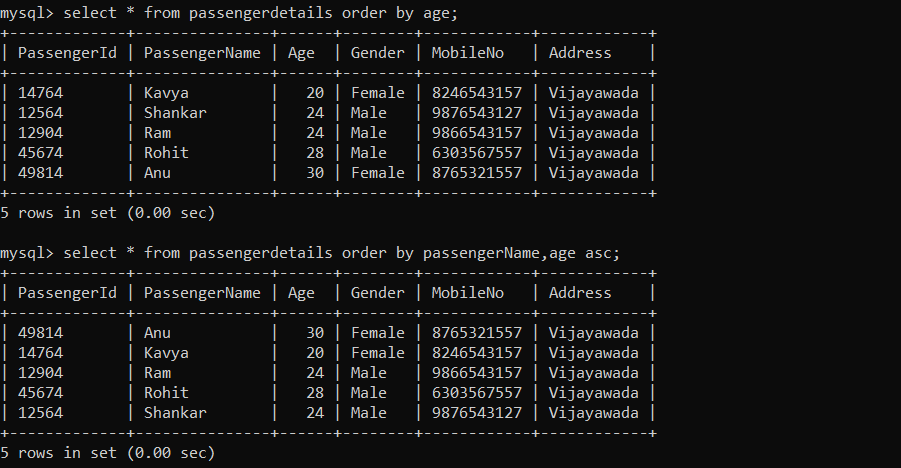 mysql> select * from passengerdetails order by age;
+-------------+---------------+------+--------+------------+------------+
| PassengerId | PassengerName | Age  | Gender | MobileNo   | Address    |
+-------------+---------------+------+--------+------------+------------+
| 14764       | Kavya         |   20 | Female | 8246543157 | Vijayawada |
| 12564       | Shankar       |   24 | Male   | 9876543127 | Vijayawada |
| 12904       | Ram           |   24 | Male   | 9866543157 | Vijayawada |
| 45674       | Rohit         |   28 | Male   | 6303567557 | Vijayawada |
| 49814       | Anu           |   30 | Female | 8765321557 | Vijayawada |
+-------------+---------------+------+--------+------------+------------+
5 rows in set (0.00 sec)
mysql> select * from passengerdetails order by passengerName,age asc;
+-------------+---------------+------+--------+------------+------------+
| PassengerId | PassengerName | Age  | Gender | MobileNo   | Address    |
+-------------+---------------+------+--------+------------+------------+
| 49814       | Anu           |   30 | Female | 8765321557 | Vijayawada |
| 14764       | Kavya         |   20 | Female | 8246543157 | Vijayawada |
| 12904       | Ram           |   24 | Male   | 9866543157 | Vijayawada |
| 45674       | Rohit         |   28 | Male   | 6303567557 | Vijayawada |
| 12564       | Shankar       |   24 | Male   | 9876543127 | Vijayawada |
+-------------+---------------+------+--------+------------+------------+
5 rows in set (0.00 sec)